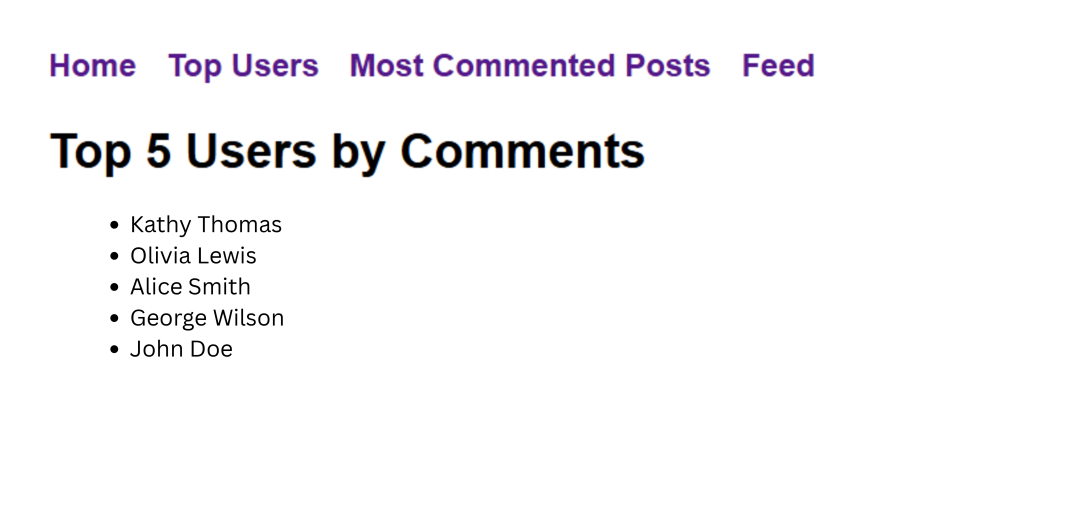 Home Top Users Most Commented Posts Feed
Top 5 Users by Comments
• Kathy Thomas
• Olivia Lewis
• Alice Smith
• George Wilson
• John Doe